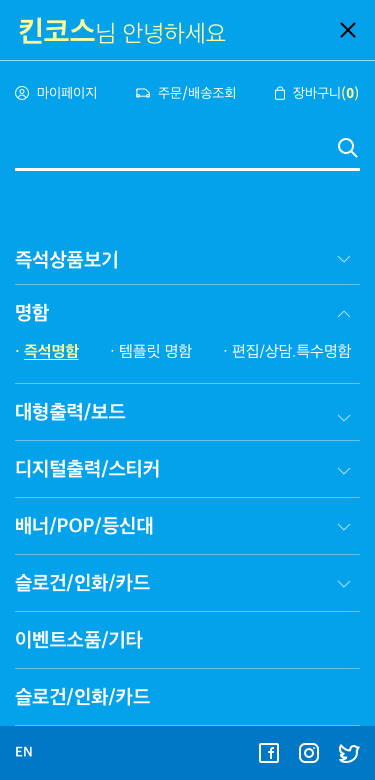 킨코스님 안녕하세요
마이페이지 주문/배송조회 장바구니(0)
즉석상품보기
명함
· 즉석명함 · 템플릿 명함 · 편집/상담.특수명함
대형출력/보드
디지털출력/스티커
배너/POP/등신대
슬로건/인화/카드
이벤트소품/기타
슬로건/인화/카드
EN